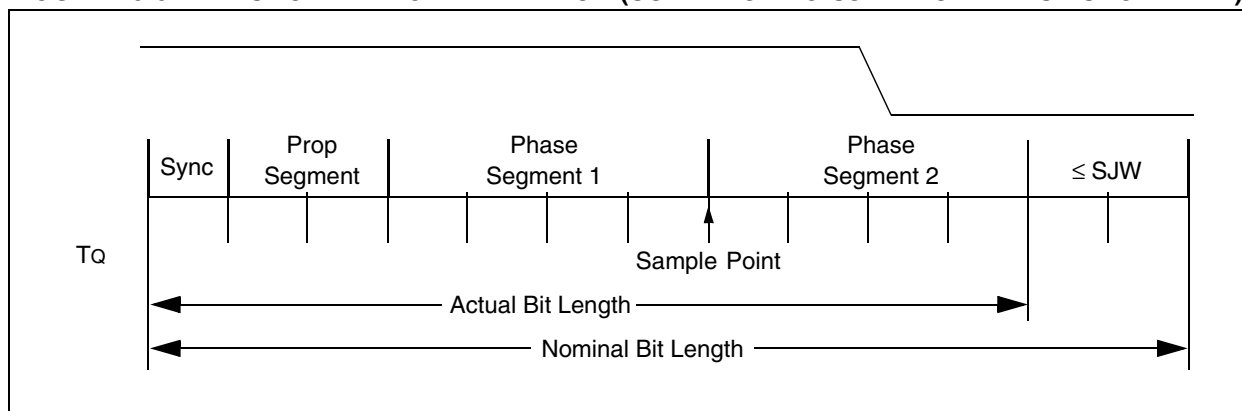 Sync
Prop
Segment
Phase
Segment 1
Phase
Segment 2
≤ SJW
TQ
Sample Point
Actual Bit Length
Nominal Bit Length